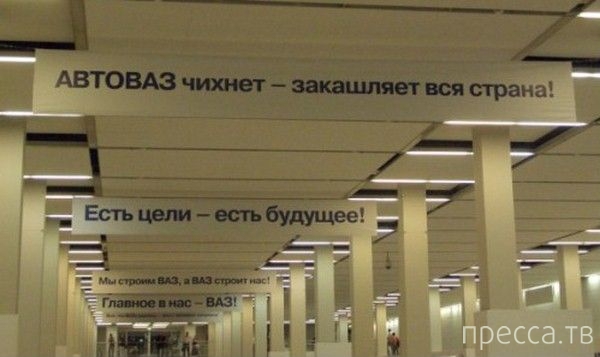 АВТОВАЗ чихнет – закашляет вся страна!
Есть цели – есть будущее!
Мы строим ВАЗ, а ВАЗ строит нас!
Главное в нас – ВАЗ!
пресса.тв